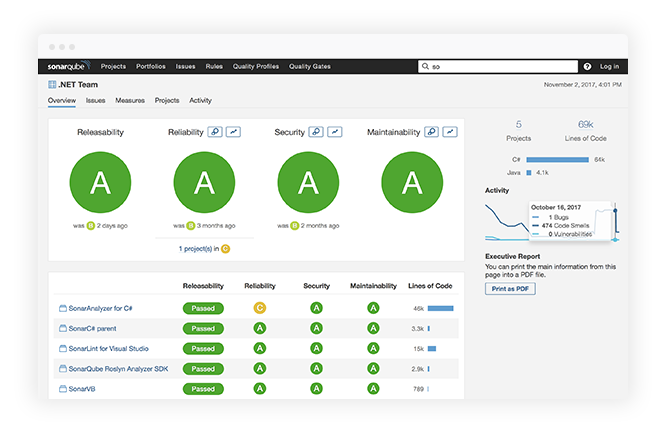 sonarqube Projects Portfolios Issues Rules Quality Profiles Quality Gates so ? Log in
.NET Team November 2, 2017, 4:01 PM
Overview Issues Measures Projects Activity
Releasability Reliability Security Maintainability
A A A A
was B 2 days ago was B 3 months ago was B 2 months ago
1 project(s) in C
5 69k
Projects Lines of Code
C# 64k
Java 4.1k
Activity
October 16, 2017
1 Bugs
474 Code Smells
0 Vulnerabilities
Executive Report
You can print the main information from this
page into a PDF file.
Print as PDF
Releasability Reliability Security Maintainability Lines of Code
SonarAnalyzer for C# Passed C A A 46k
SonarC# parent Passed A A A 3.3k
SonarLint for Visual Studio Passed A A A 15k
SonarQube Roslyn Analyzer SDK Passed A A A 2.9k
SonarVB Passed A A A 789